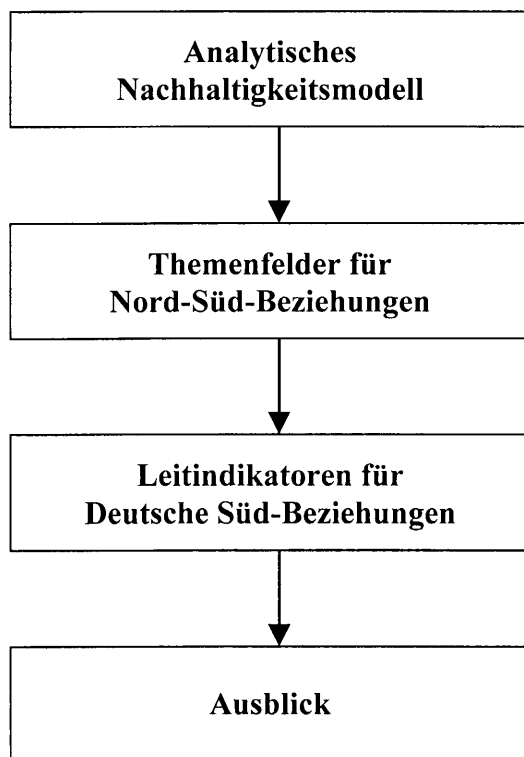 Analytisches
Nachhaltigkeitsmodell
Themenfelder für
Nord-Süd-Beziehungen
Leitindikatoren für
Deutsche Süd-Beziehungen
Ausblick